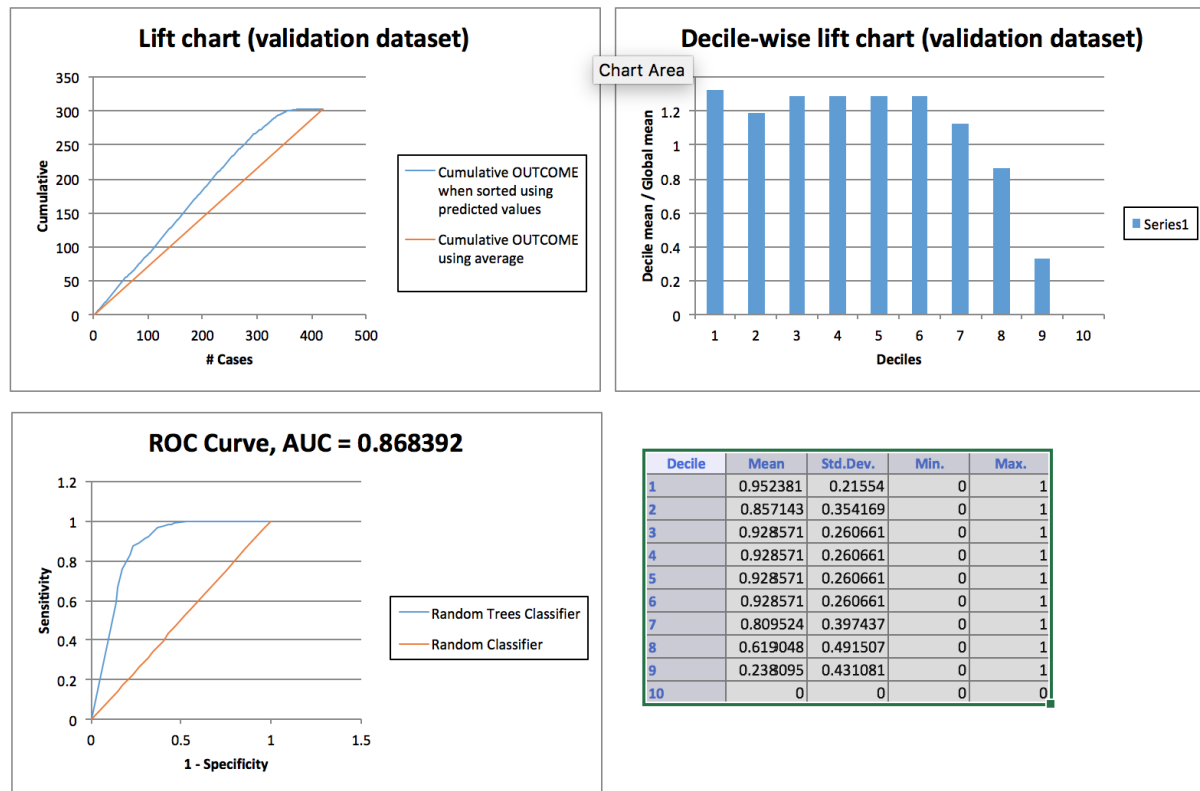 Lift chart (validation dataset)
350
300
250
200
150
100
50
0
Cumulative
0 100 200 300 400 500
# Cases
Cumulative OUTCOME
when sorted using
predicted values
Cumulative OUTCOME
using average
Decile-wise lift chart (validation dataset)
Chart Area
1.2
1
0.8
0.6
0.4
0.2
0
Decile mean / Global mean
1 2 3 4 5 6 7 8 9 10
Deciles
Series1
ROC Curve, AUC = 0.868392
1.2
1
0.8
0.6
0.4
0.2
0
Sensitivity
0 0.5 1 1.5
1 - Specificity
Random Trees Classifier
Random Classifier
Decile Mean Std.Dev. Min. Max.
1 0.952381 0.21554 0 1
2 0.857143 0.354169 0 1
3 0.928571 0.260661 0 1
4 0.928571 0.260661 0 1
5 0.928571 0.260661 0 1
6 0.928571 0.260661 0 1
7 0.809524 0.397437 0 1
8 0.619048 0.491507 0 1
9 0.238095 0.431081 0 1
10 0 0 0 0